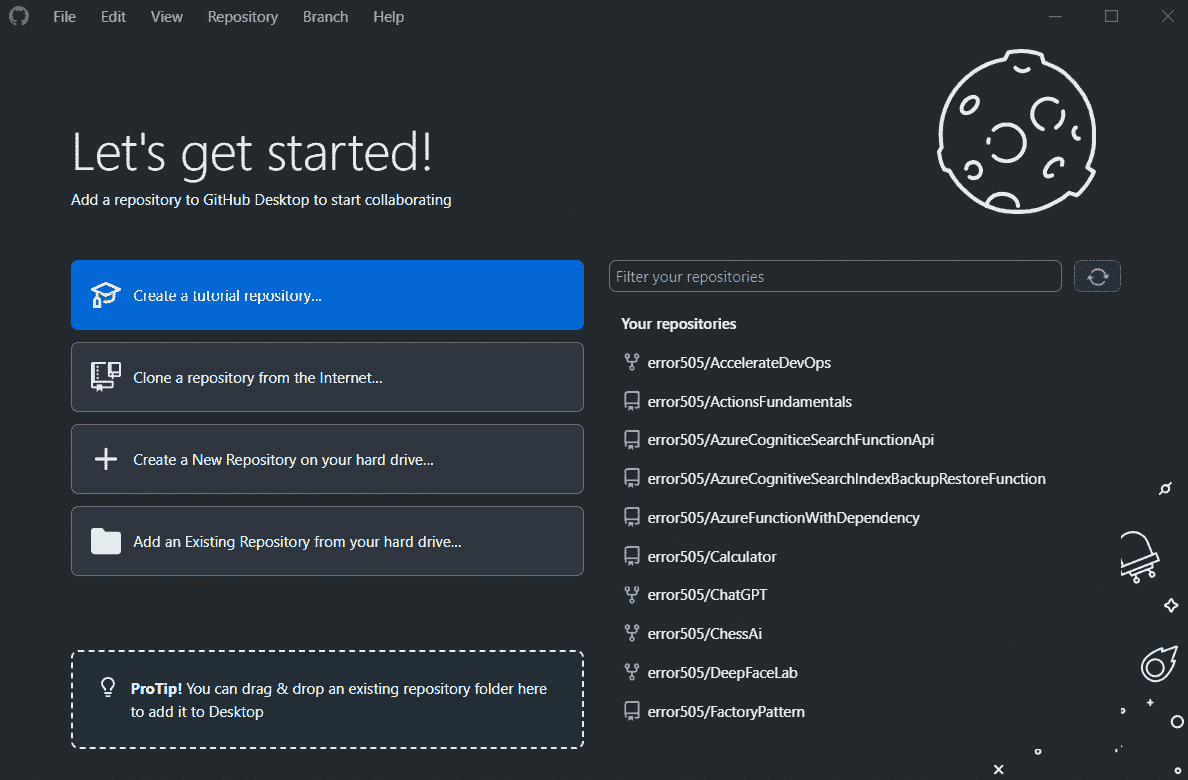 File Edit View Repository Branch Help
Let's get started!
Add a repository to GitHub Desktop to start collaborating
Create a tutorial repository...
Clone a repository from the Internet...
Create a New Repository on your hard drive...
Add an Existing Repository from your hard drive...
ProTip! You can drag & drop an existing repository folder here
to add it to Desktop
Filter your repositories
Your repositories
error505/AccelerateDevOps
error505/ActionsFundamentals
error505/AzureCogniticeSearchFunctionApi
error505/AzureCognitiveSearchIndexBackupRestoreFunction
error505/AzureFunctionWithDependency
error505/Calculator
error505/ChatGPT
error505/ChessAi
error505/DeepFaceLab
error505/FactoryPattern